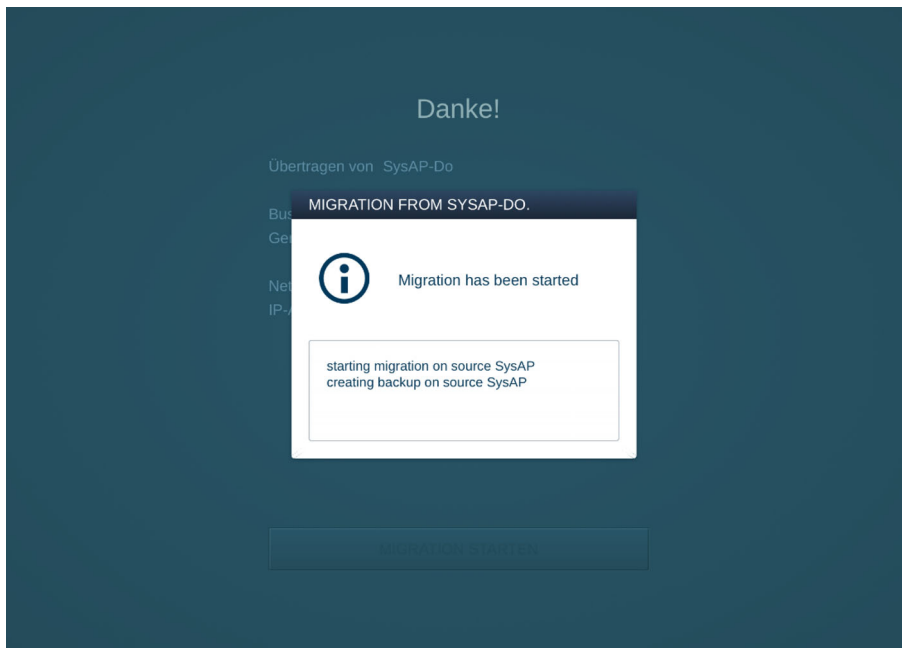 Danke!
Übertragen von SysAP-Do
MIGRATION FROM SYSAP-DO.
Migration has been started
starting migration on source SysAP
creating backup on source SysAP
MIGRATION STARTEN